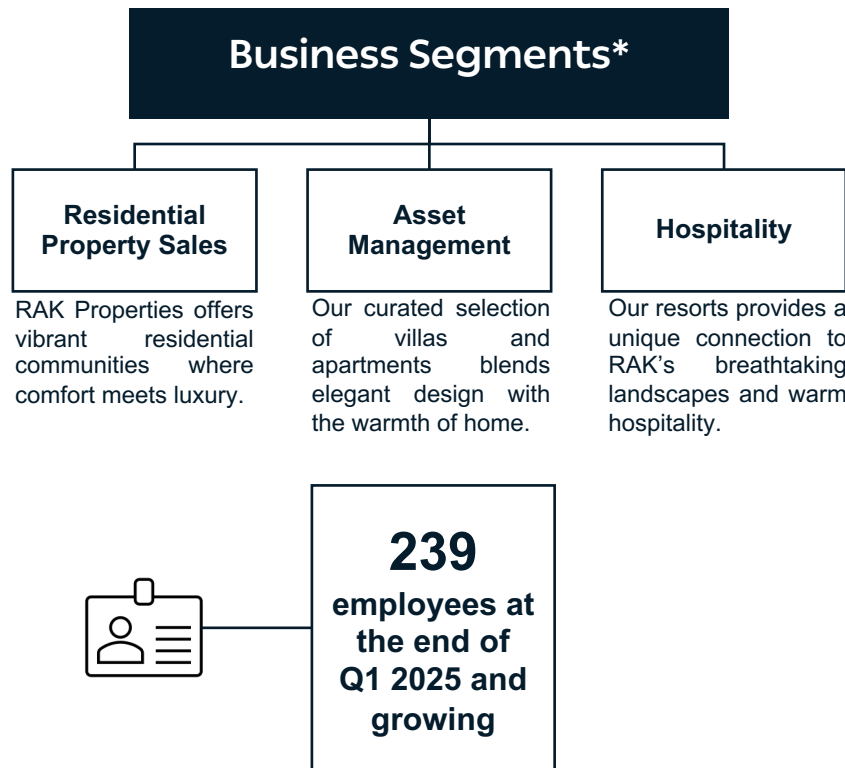 Business Segments*
Residential
Property Sales
RAK Properties offers
vibrant residential
communities where
comfort meets luxury.
Asset
Management
Our curated selection
of villas and
apartments blends
elegant design with
the warmth of home.
Hospitality
Our resorts provides a
unique connection to
RAK’s breathtaking
landscapes and warm
hospitality.
239
employees at
the end of
Q1 2025 and
growing